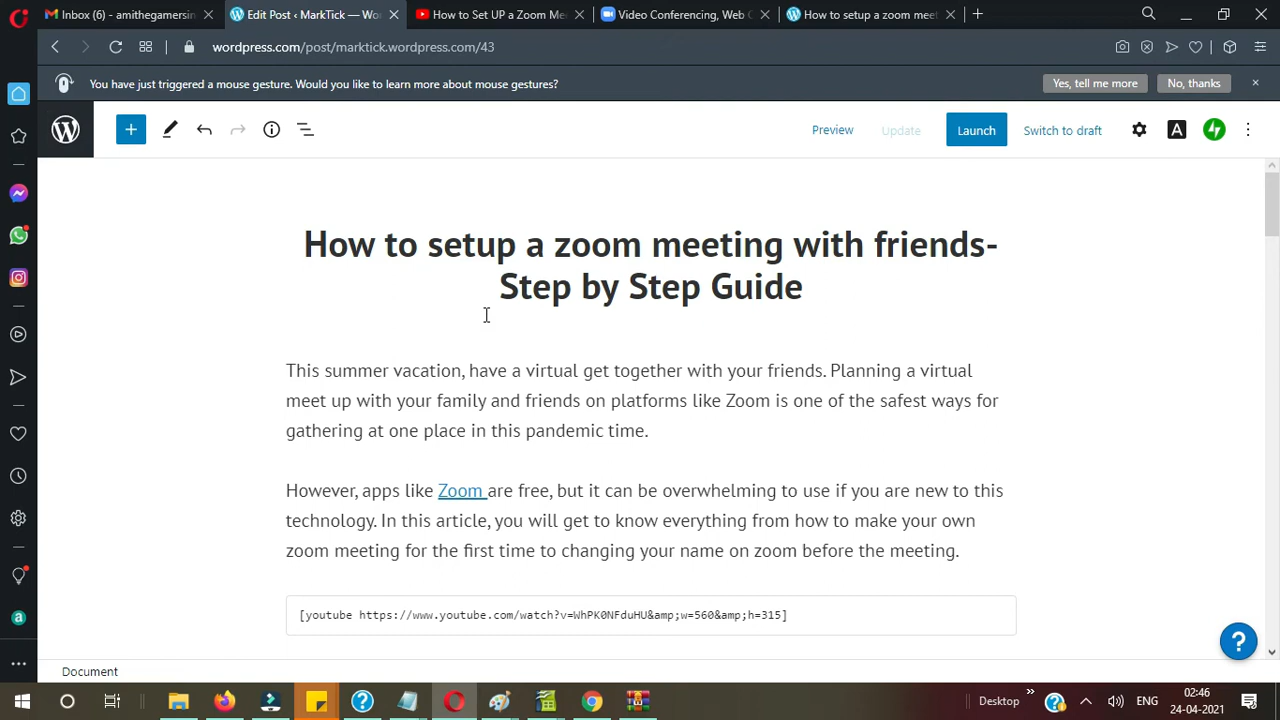 Inbox (6) - amithegamersin
Edit Post ‹ MarkTick — Wo
How to Set UP a Zoom Me
Video Conferencing, Web C
How to setup a zoom meet
wordpress.com/post/marktick.wordpress.com/43
You have just triggered a mouse gesture. Would you like to learn more about mouse gestures?
Yes, tell me more
No, thanks
Preview
Update
Launch
Switch to draft
How to setup a zoom meeting with friends-
Step by Step Guide
This summer vacation, have a virtual get together with your friends. Planning a virtual
meet up with your family and friends on platforms like Zoom is one of the safest ways for
gathering at one place in this pandemic time.
However, apps like Zoom are free, but it can be overwhelming to use if you are new to this
technology. In this article, you will get to know everything from how to make your own
zoom meeting for the first time to changing your name on zoom before the meeting.
[youtube https://www.youtube.com/watch?v=WhPK0NFduHU&amp;w=560&amp;h=315]
Document
Desktop
ENG
02:46
24-04-2021